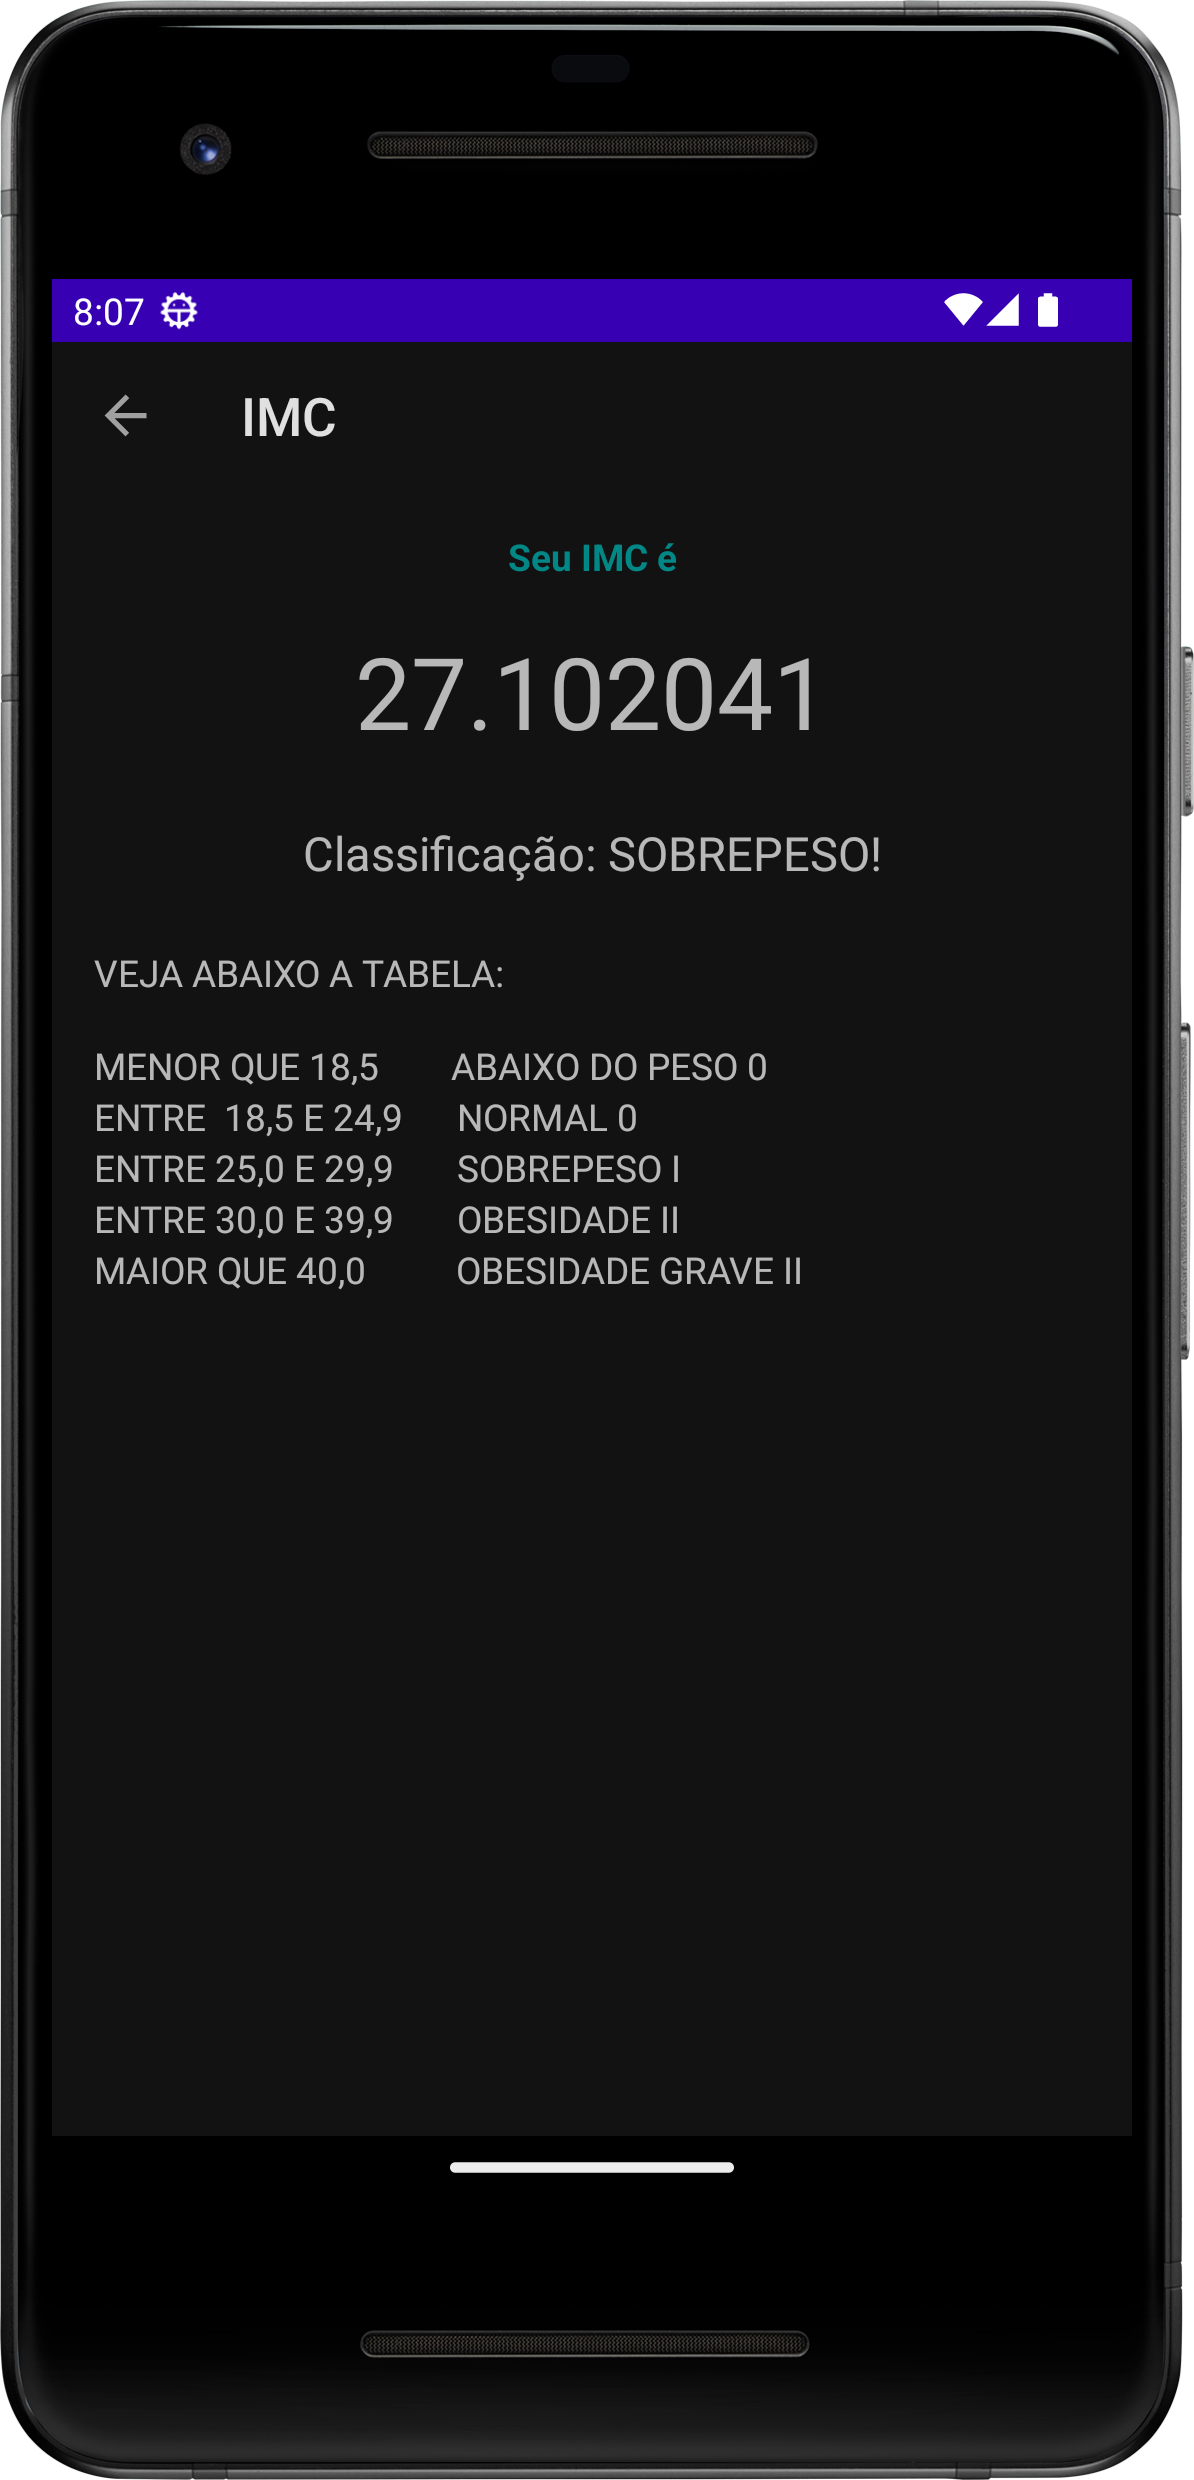 8:07
IMC
Seu IMC é
27.102041
Classificação: SOBREPESO!
VEJA ABAIXO A TABELA:
MENOR QUE 18,5 ABAIXO DO PESO 0
ENTRE 18,5 E 24,9 NORMAL 0
ENTRE 25,0 E 29,9 SOBREPESO I
ENTRE 30,0 E 39,9 OBESIDADE II
MAIOR QUE 40,0 OBESIDADE GRAVE II